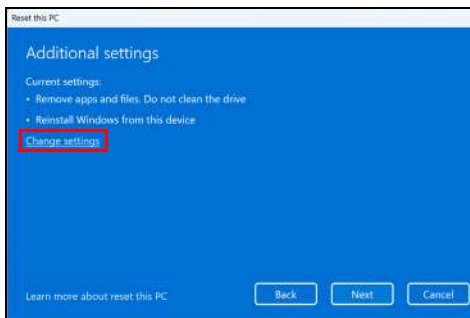 Reset this PC
Additional settings
Current settings:
• Remove apps and files. Do not clean the drive
• Reinstall Windows from this device
Change settings
Learn more about reset this PC
Back
Next
Cancel